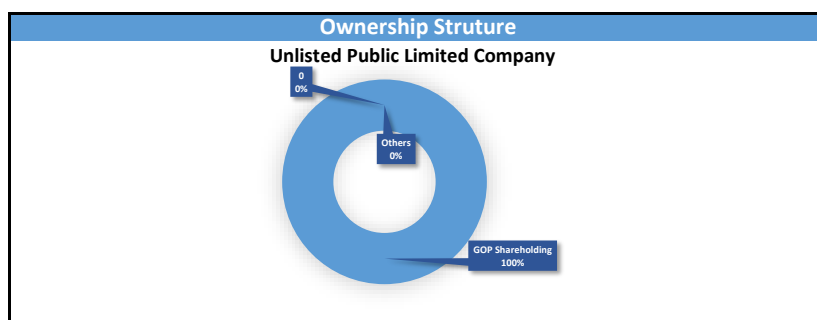 Ownership Struture
Unlisted Public Limited Company
0
0%
Others
0%
GOP Shareholding
100%